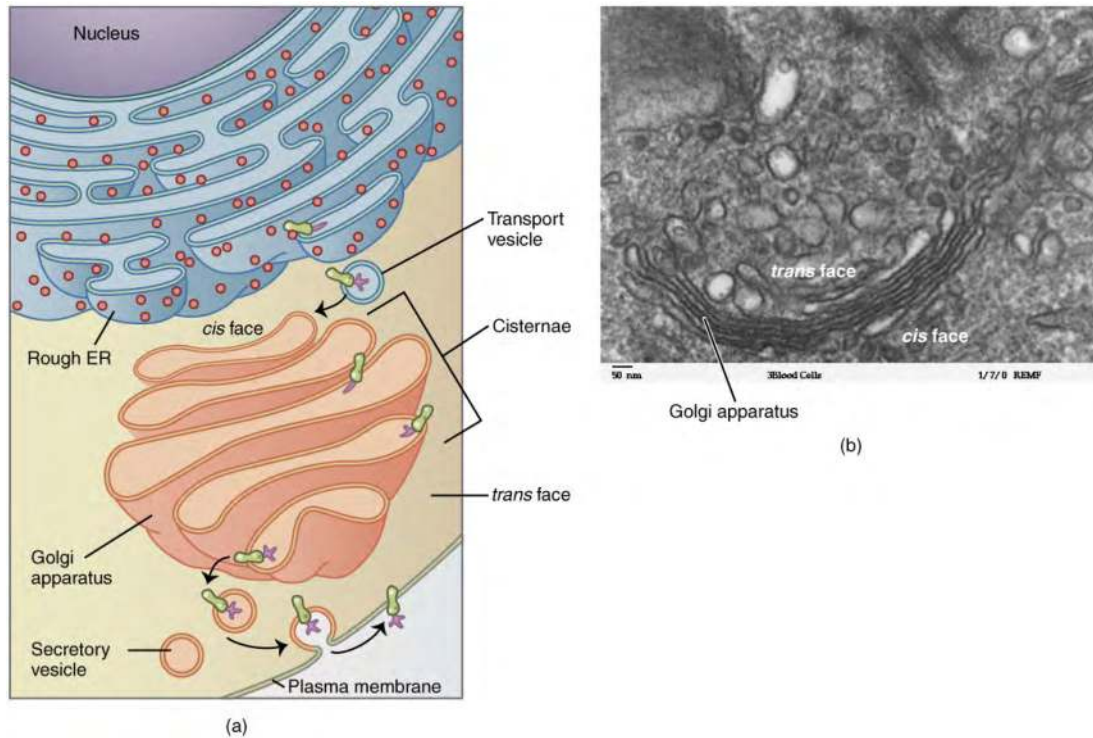 Nucleus
Transport
vesicle
cis face
Cisternae
Rough ER
trans face
Golgi
apparatus
Secretory
vesicle
Plasma membrane
(a)
trans face
cis face
50 nm 3Blood Cells 1/7/0 REMF
Golgi apparatus
(b)